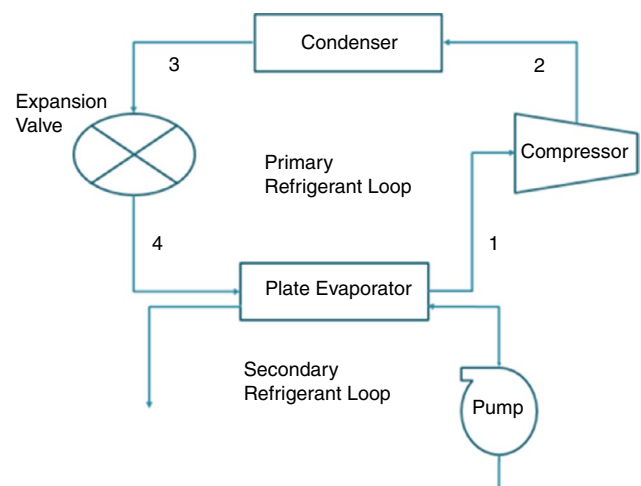 Condenser
3
2
Expansion
Valve
Compressor
Primary
Refrigerant Loop
4
1
Plate Evaporator
Secondary
Refrigerant Loop
Pump